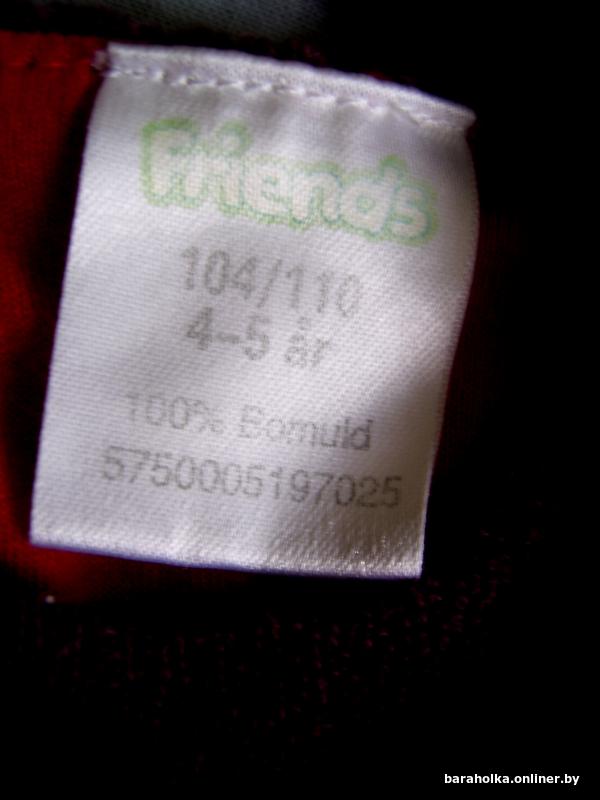 Friends
104/110
4-5 år
100% Bomuld
5750005197025
baraholka.onliner.by